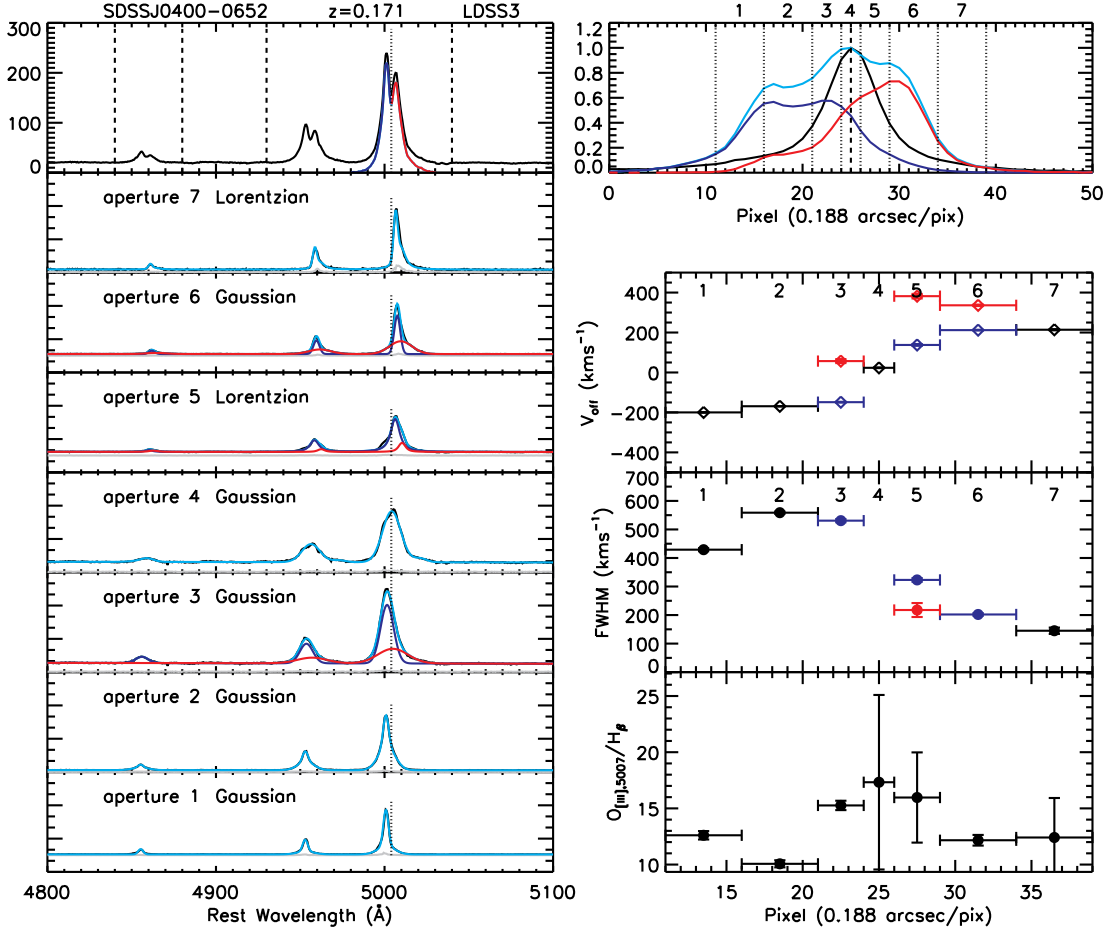 SDSSJ0400-0652 z=0.171 LDSS3
300
200
100
0
aperture 7 Lorentzian
aperture 6 Gaussian
aperture 5 Lorentzian
aperture 4 Gaussian
aperture 3 Gaussian
aperture 2 Gaussian
aperture 1 Gaussian
4800 4900 5000 5100
Rest Wavelength (Å)
1 2 3 4 5 6 7
1.2
1.0
0.8
0.6
0.4
0.2
0.0
0 10 20 30 40 50
Pixel (0.188 arcsec/pix)
1 2 3 4 5 6 7
400
200
0
-200
-400
V_off (kms⁻¹)
1 2 3 4 5 6 7
700
600
500
400
300
200
100
0
FWHM (kms⁻¹)
25
20
15
10
O_[III],5007/H_β
15 20 25 30 35
Pixel (0.188 arcsec/pix)